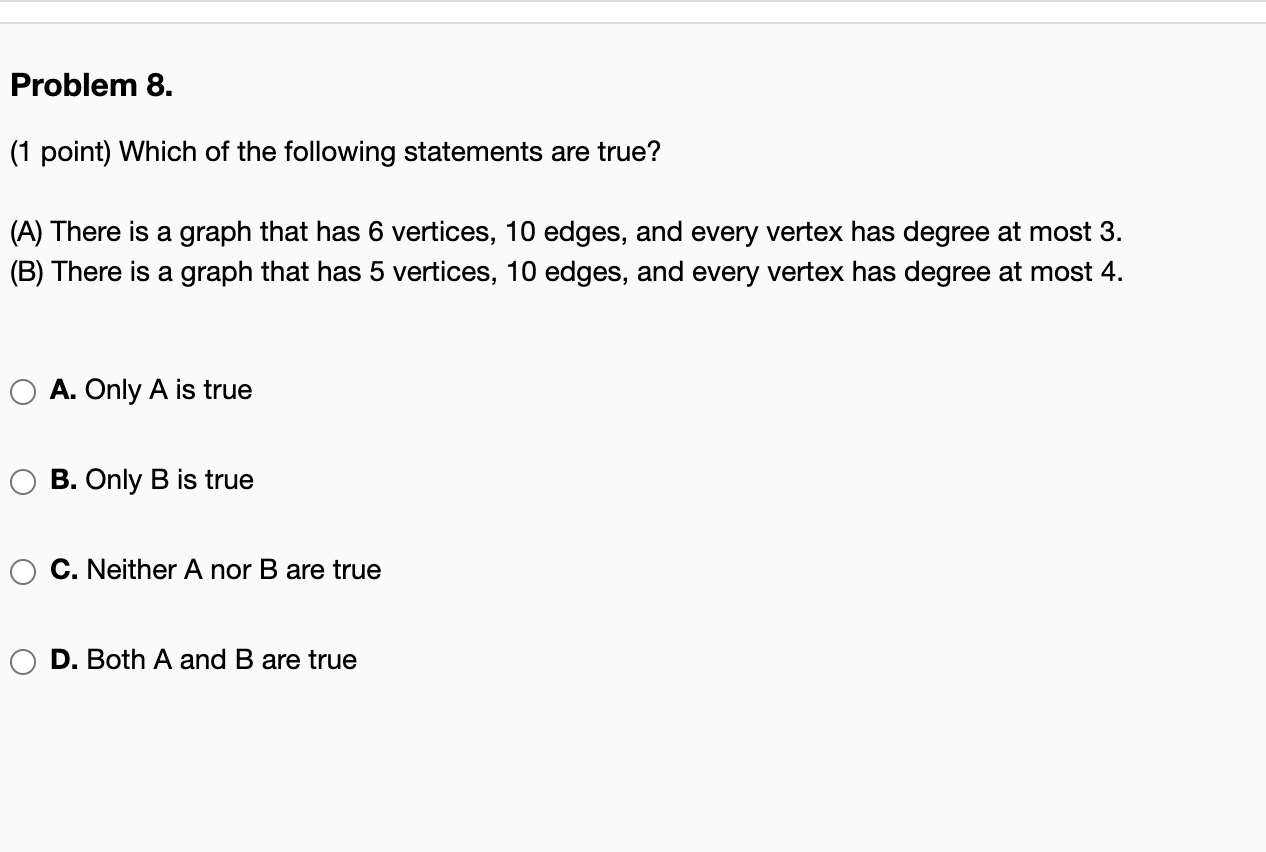 Problem 8.
(1 point) Which of the following statements are true?
(A) There is a graph that has 6 vertices, 10 edges, and every vertex has degree at most 3.
(B) There is a graph that has 5 vertices, 10 edges, and every vertex has degree at most 4.
A. Only A is true
B. Only B is true
C. Neither A nor B are true
D. Both A and B are true